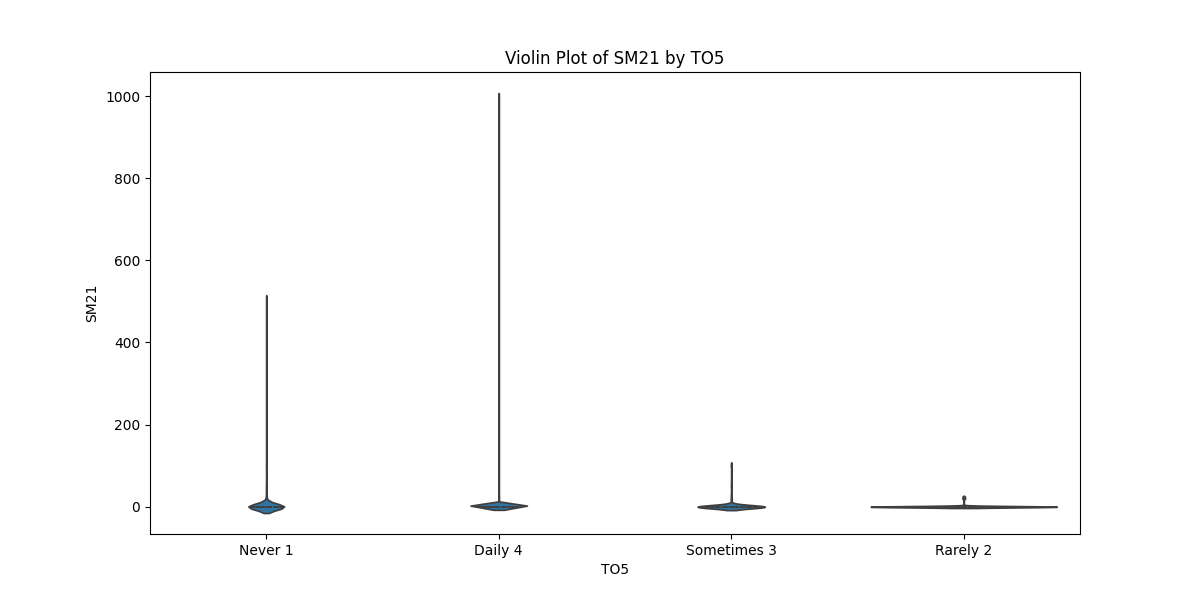 Violin Plot of SM21 by TO5
1000
800
600
400
200
0
SM21
Never 1
Daily 4
Sometimes 3
Rarely 2
TO5